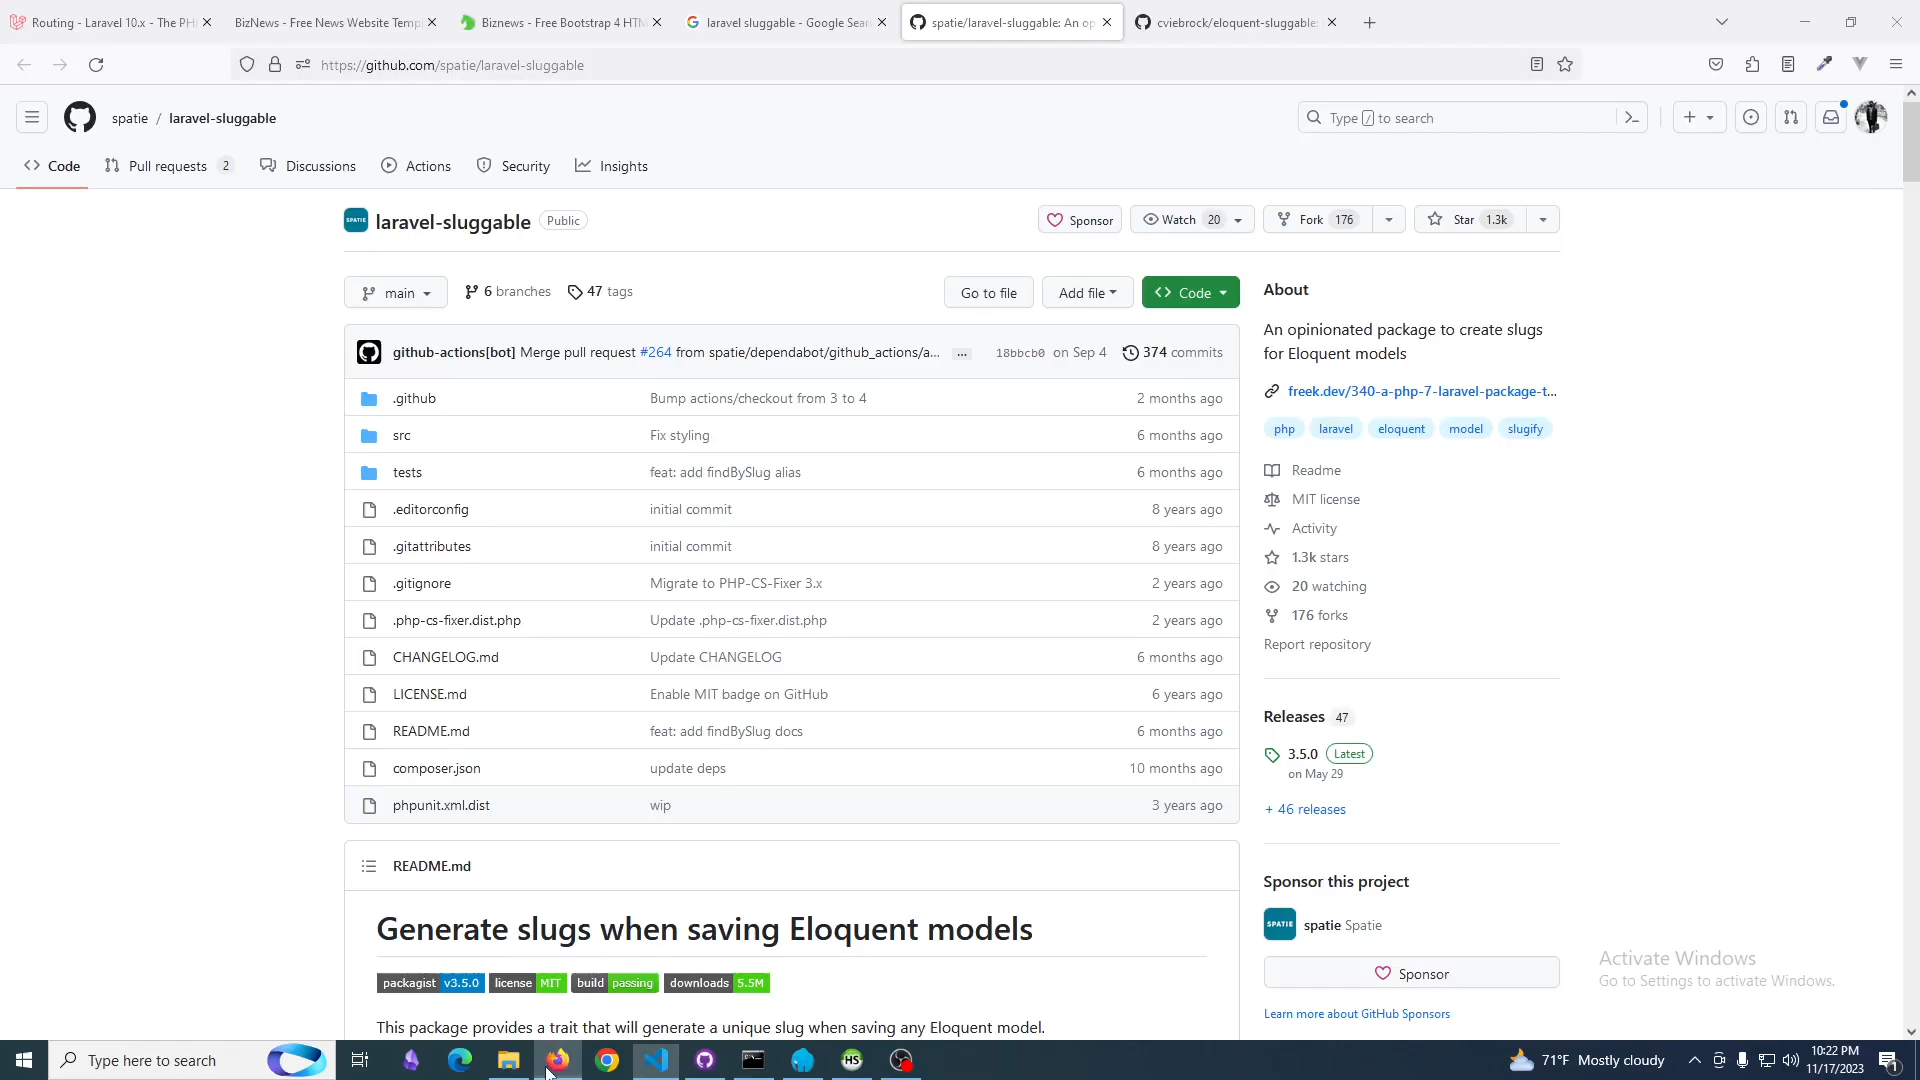 Routing - Laravel 10.x - The PH
BizNews - Free News Website Temp
Biznews - Free Bootstrap 4 HTM
laravel sluggable - Google Sear
spatie/laravel-sluggable: An op
cviebrock/eloquent-sluggable:
https://github.com/spatie/laravel-sluggable
spatie / laravel-sluggable
Type / to search
Code
Pull requests 2
Discussions
Actions
Security
Insights
SPATIE
laravel-sluggable
Public
Sponsor
Watch 20
Fork 176
Star 1.3k
main
6 branches
47 tags
Go to file
Add file
Code
github-actions[bot] Merge pull request #264 from spatie/dependabot/github_actions/a... ... 18bbcb0 on Sep 4 374 commits
.github Bump actions/checkout from 3 to 4 2 months ago
src Fix styling 6 months ago
tests feat: add findBySlug alias 6 months ago
.editorconfig initial commit 8 years ago
.gitattributes initial commit 8 years ago
.gitignore Migrate to PHP-CS-Fixer 3.x 2 years ago
.php-cs-fixer.dist.php Update .php-cs-fixer.dist.php 2 years ago
CHANGELOG.md Update CHANGELOG 6 months ago
LICENSE.md Enable MIT badge on GitHub 6 years ago
README.md feat: add findBySlug docs 6 months ago
composer.json update deps 10 months ago
phpunit.xml.dist wip 3 years ago
README.md
Generate slugs when saving Eloquent models
packagist v3.5.0 license MIT build passing downloads 5.5M
This package provides a trait that will generate a unique slug when saving any Eloquent model.
About
An opinionated package to create slugs
for Eloquent models
freek.dev/340-a-php-7-laravel-package-t...
php laravel eloquent model slugify
Readme
MIT license
Activity
1.3k stars
20 watching
176 forks
Report repository
Releases 47
3.5.0 Latest
on May 29
+ 46 releases
Sponsor this project
SPATIE
spatie Spatie
Sponsor
Learn more about GitHub Sponsors
Activate Windows
Go to Settings to activate Windows.
Type here to search
HS
71°F Mostly cloudy
10:22 PM
11/17/2023
1